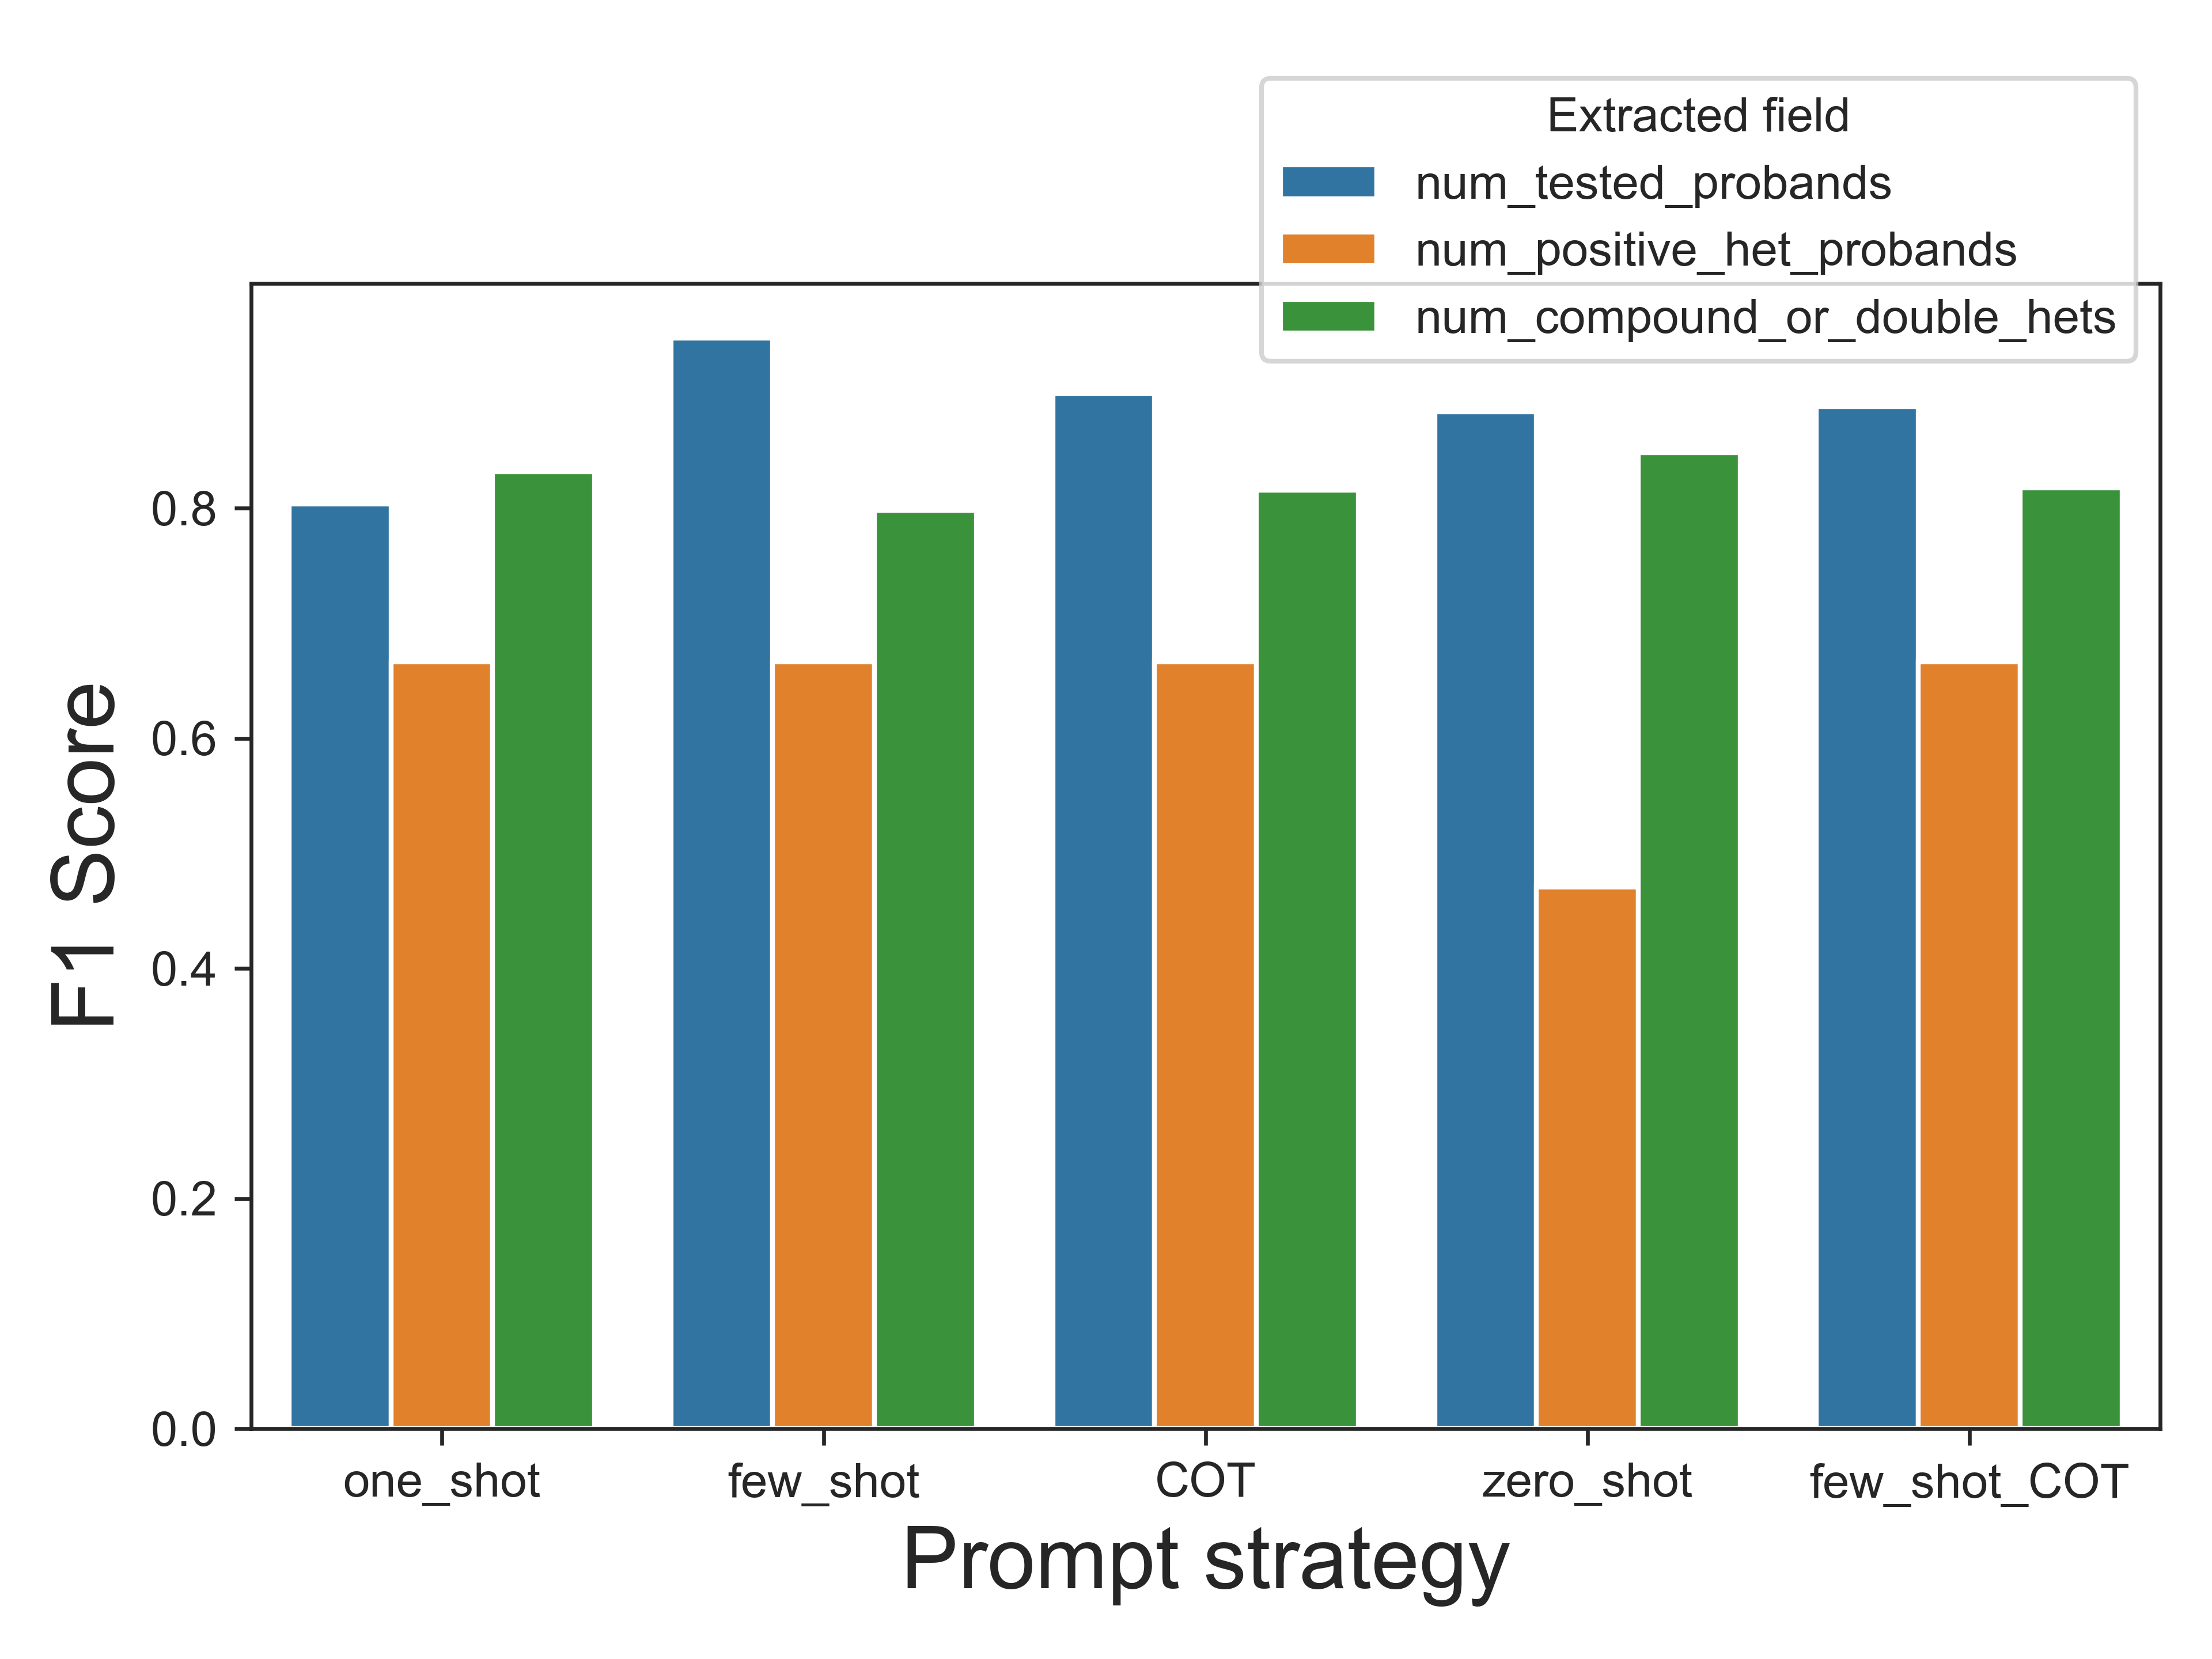 Extracted field
num_tested_probands
num_positive_het_probands
num_compound_or_double_hets
F1 Score
0.8
0.6
0.4
0.2
0.0
one_shot
few_shot
COT
zero_shot
few_shot_COT
Prompt strategy